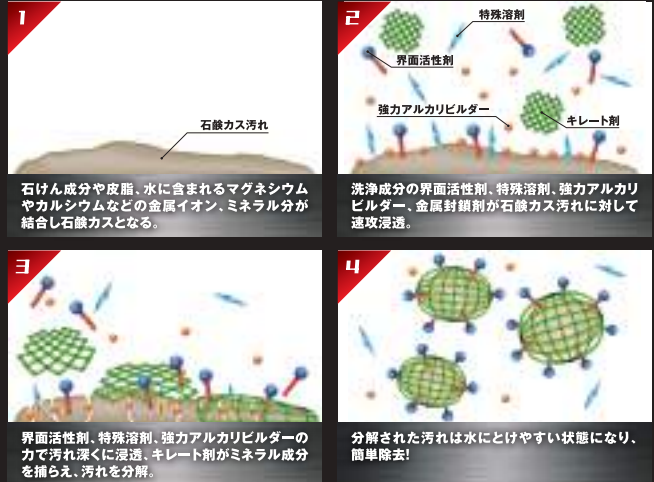 1
石鹸カス汚れ
石けん成分や皮脂、水に含まれるマグネシウム
やカルシウムなどの金属イオン、ミネラル分が
結合し石鹸カスとなる。
2
特殊溶剤
界面活性剤
強力アルカリビルダー
キレート剤
洗浄成分の界面活性剤、特殊溶剤、強力アルカリ
ビルダー、金属封鎖剤が石鹸カス汚れに対して
速攻浸透。
3
界面活性剤、特殊溶剤、強力アルカリビルダーの
力で汚れ深くに浸透、キレート剤がミネラル成分
を捕らえ、汚れを分解。
4
分解された汚れは水にとけやすい状態になり、
簡単除去!